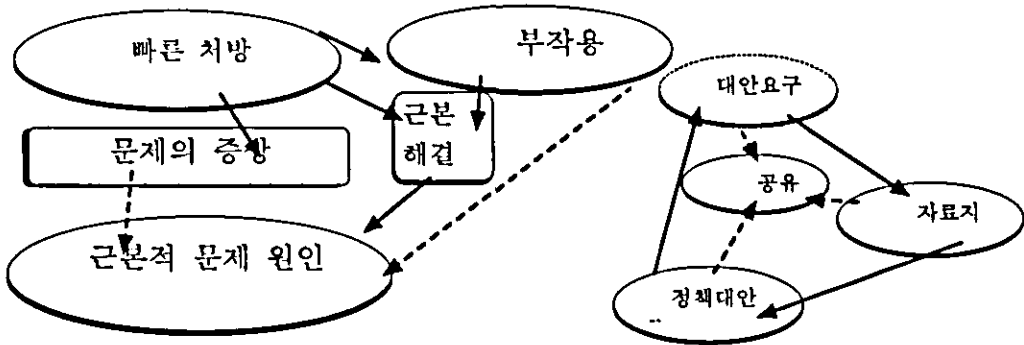 빠른 처방
부작용
대안요구
근본
해결
문제의 증상
공유
자료지
근본적 문제 원인
정책대안